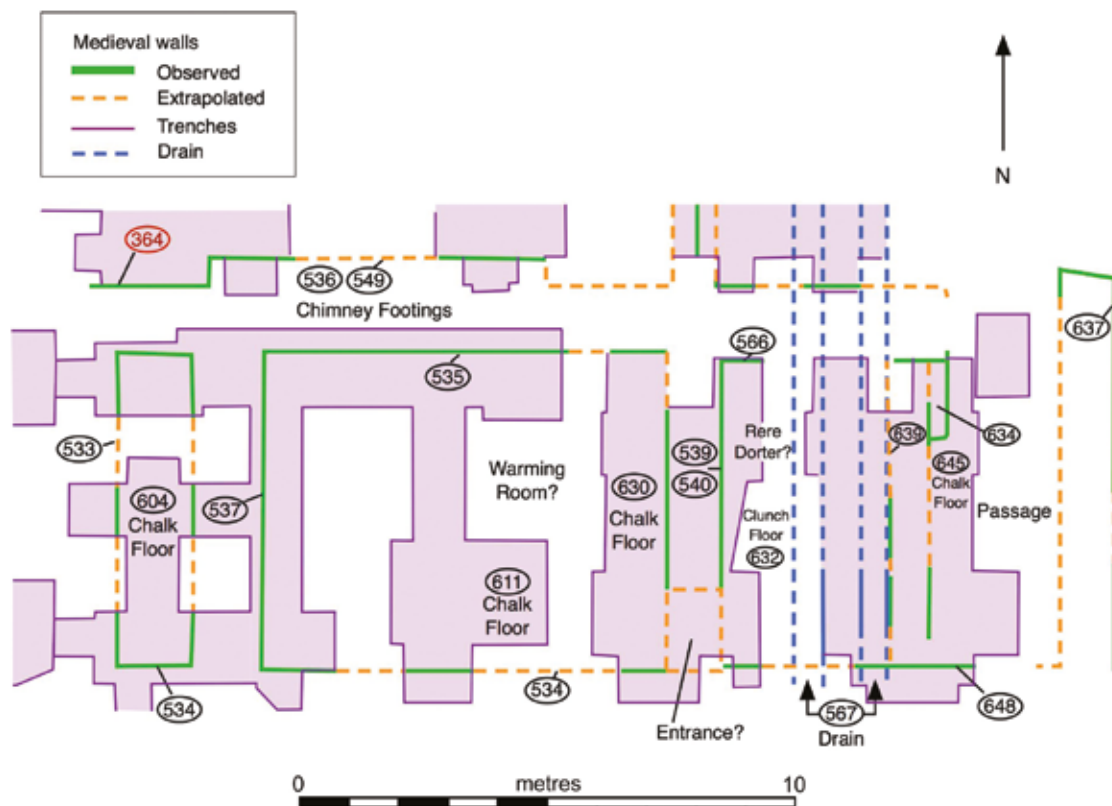 Medieval walls
Observed
Extrapolated
Trenches
Drain
N
364
536 549
Chimney Footings
637
566
535
533
Rere
Dorter?
639
634
539
540
Warming
Room?
645
Chalk
Floor
604
Chalk
Floor
537
630
Chalk
Floor
Passage
Clunch
Floor
632
611
Chalk
Floor
534
534
Entrance?
567
Drain
648
0 metres 10